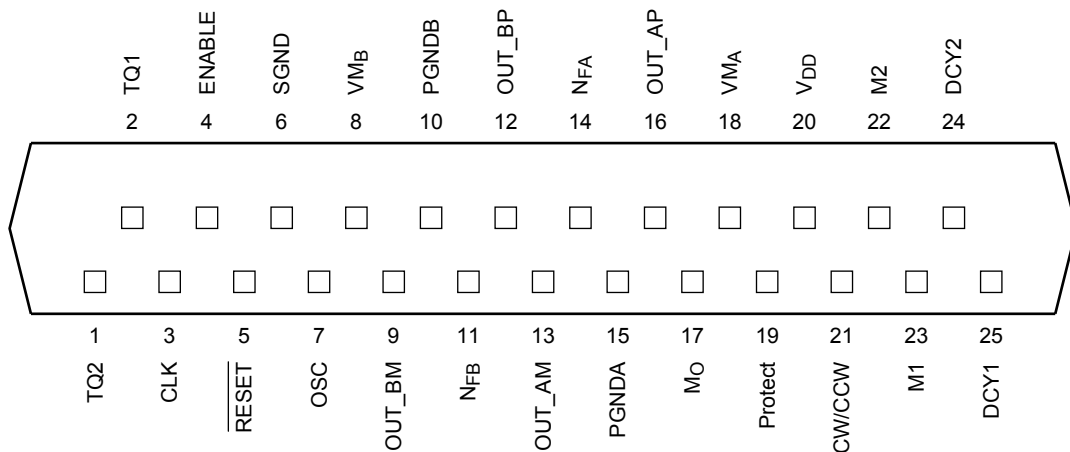 TQ1 ENABLE SGND VMB PGNDB OUT_BP NFA OUT_AP VMA VDD M2 DCY2
2 4 6 8 10 12 14 16 18 20 22 24
1 3 5 7 9 11 13 15 17 19 21 23 25
TQ2 CLK RESET OSC OUT_BM NFB OUT_AM PGNDA MO Protect CW/CCW M1 DCY1